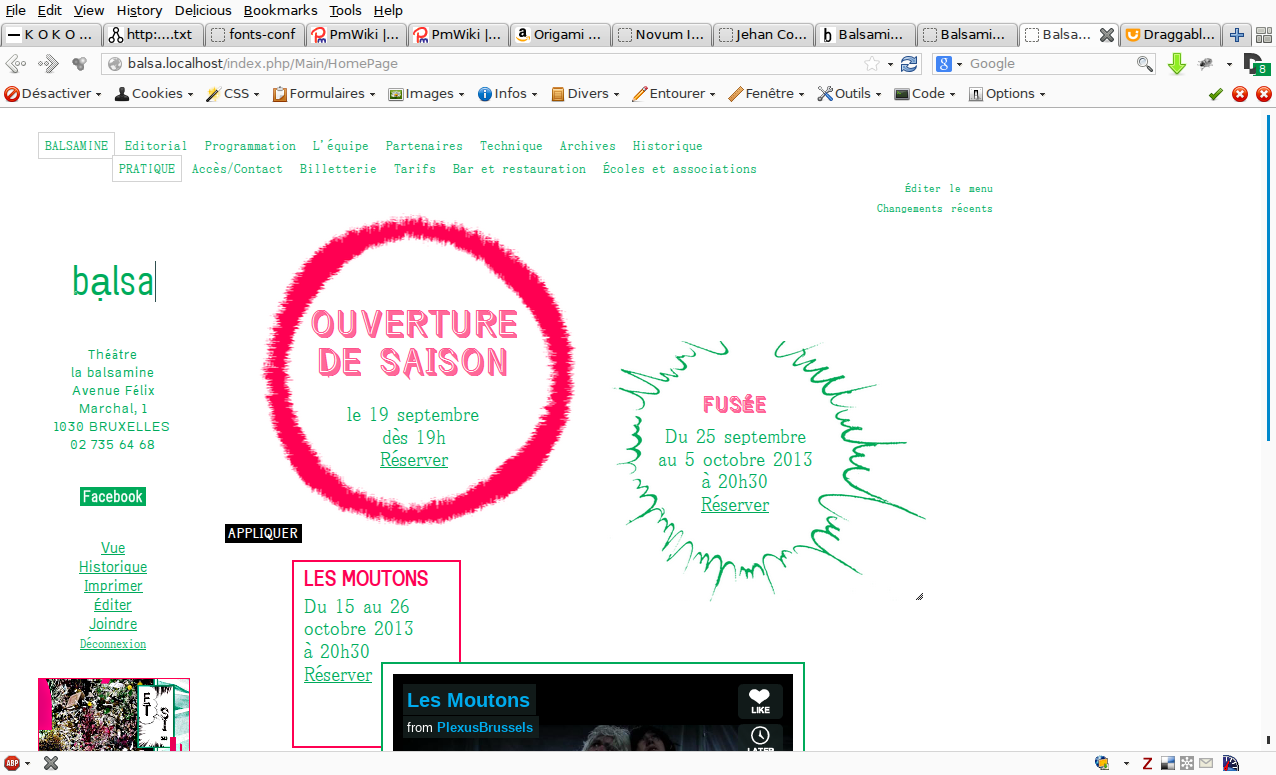 File Edit View History Delicious Bookmarks Tools Help
K O K O ... http:....txt fonts-conf PmWiki |... PmWiki |... Origami ... Novum I... Jehan Co... Balsami... Balsami... Balsa... Draggabl...
balsa.localhost/index.php/Main/HomePage Google 8
Désactiver Cookies CSS Formulaires Images Infos Divers Entourer Fenêtre Outils Code Options
BALSAMINE Editorial Programmation L'équipe Partenaires Technique Archives Historique
PRATIQUE Accès/Contact Billetterie Tarifs Bar et restauration Écoles et associations
Éditer le menu
Changements récents
bạlsa
Théâtre
la balsamine
Avenue Félix
Marchal, 1
1030 BRUXELLES
02 735 64 68
Facebook
Vue
Historique
Imprimer
Éditer
Joindre
Déconnexion
OUVERTURE
DE SAISON
le 19 septembre
dès 19h
Réserver
FUSÉE
Du 25 septembre
au 5 octobre 2013
à 20h30
Réserver
APPLIQUER
LES MOUTONS
Du 15 au 26
octobre 2013
à 20h30
Réserver
Les Moutons
from PlexusBrussels
LIKE
LATER
ABP